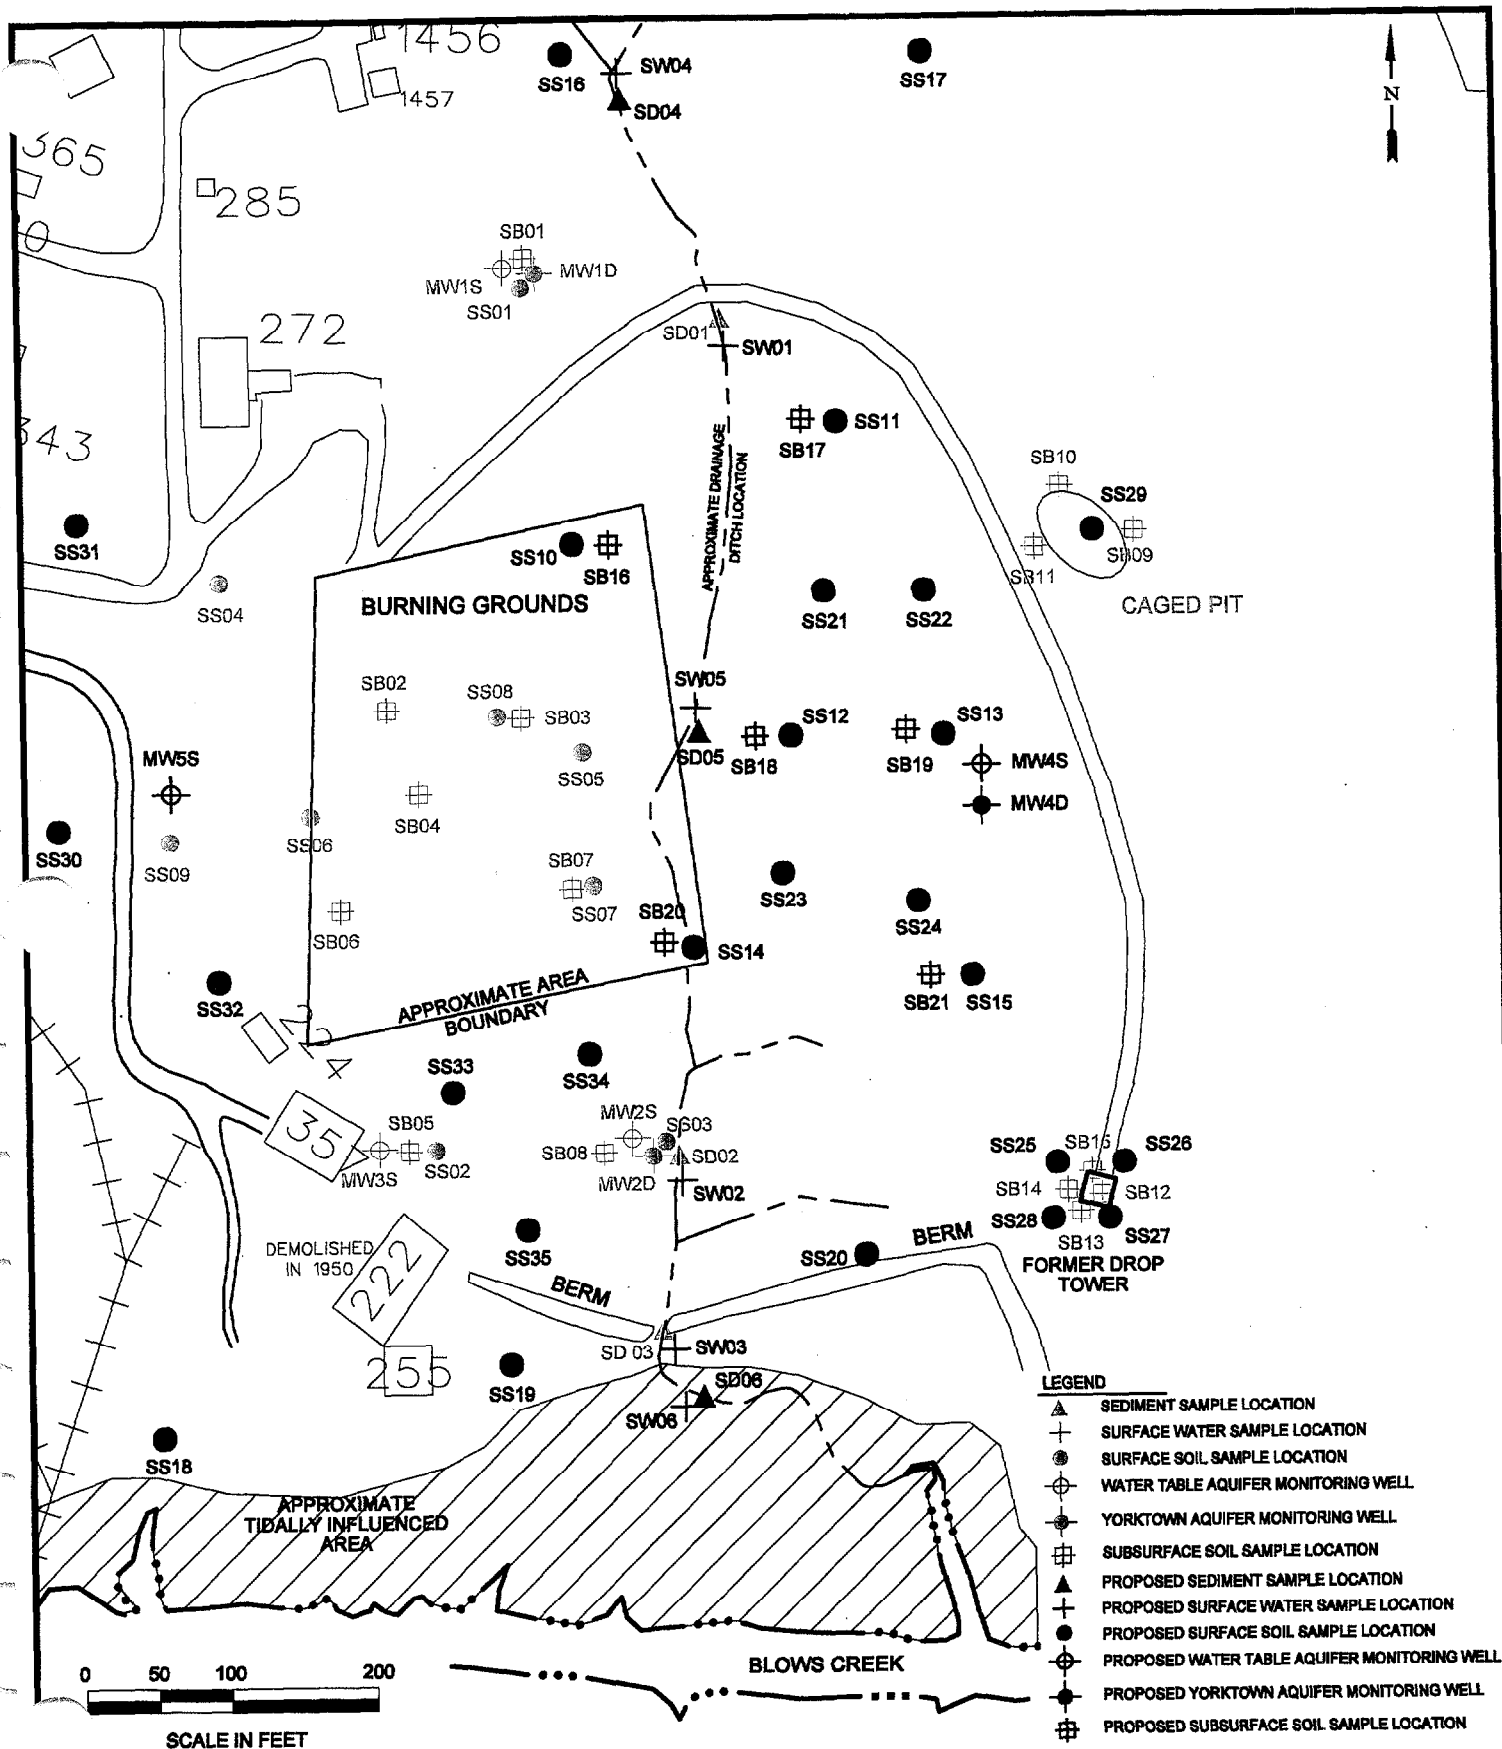 1456
SS16
SW04
SS17
1457
SD04
N
365
285
0
SB01
MW1S
MW1D
SS01
272
SD01
SW01
343
SB17
SS11
APPROXIMATE DRAINAGE
DITCH LOCATION
SB10
SS29
SS31
SS10
SB16
SB11
SB09
BURNING GROUNDS
SS04
SS21
SS22
CAGED PIT
SB02
SS08
SB03
SW05
SS12
SS13
MW5S
SS05
SD05
SB18
SB19
MW4S
SB04
MW4D
SS06
SS30
SS09
SB07
SS07
SS23
SB20
SS24
SB06
SS14
SS32
APPROXIMATE AREA
BOUNDARY
SB21
SS15
224
SS33
SS34
35
SB05
MW2S
SS03
SS25
SB15
SS26
MW3S
SS02
SB08
SD02
MW2D
SW02
SB14
SB12
SS28
SS27
SB13
DEMOLISHED
IN 1950
222
SS35
BERM
SS20
BERM
FORMER DROP
TOWER
SD 03
SW03
255
SS19
SD06
SW06
SS18
APPROXIMATE
TIDALLY INFLUENCED
AREA
LEGEND
SEDIMENT SAMPLE LOCATION
SURFACE WATER SAMPLE LOCATION
SURFACE SOIL SAMPLE LOCATION
WATER TABLE AQUIFER MONITORING WELL
YORKTOWN AQUIFER MONITORING WELL
SUBSURFACE SOIL SAMPLE LOCATION
PROPOSED SEDIMENT SAMPLE LOCATION
PROPOSED SURFACE WATER SAMPLE LOCATION
PROPOSED SURFACE SOIL SAMPLE LOCATION
PROPOSED WATER TABLE AQUIFER MONITORING WELL
PROPOSED YORKTOWN AQUIFER MONITORING WELL
PROPOSED SUBSURFACE SOIL SAMPLE LOCATION
BLOWS CREEK
0 50 100 200
SCALE IN FEET